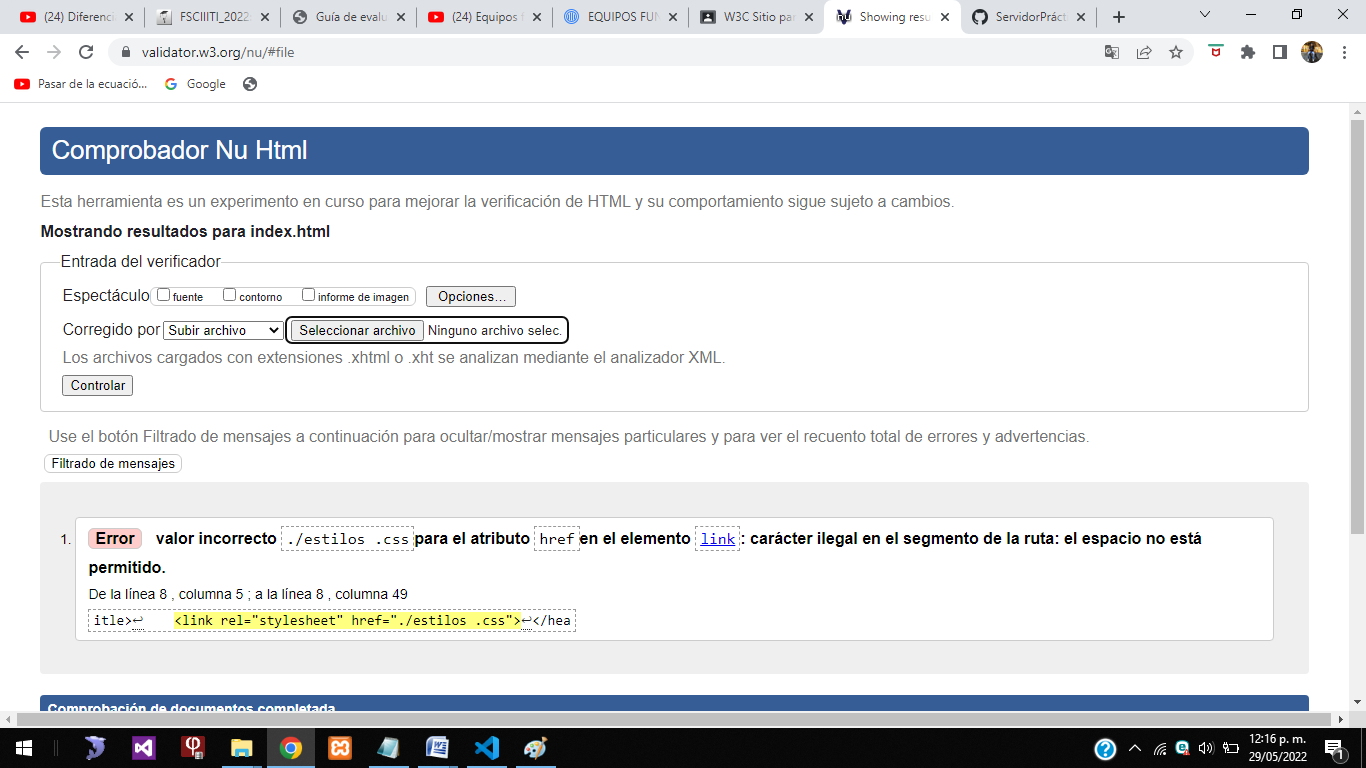 (24) Diferenci
FSCIIITI_2022
Guía de evalu
(24) Equipos f
EQUIPOS FUN
W3C Sitio pa
Showing resu
ServidorPráct
validator.w3.org/nu/#file
Pasar de la ecuació...
Google
Comprobador Nu Html
Esta herramienta es un experimento en curso para mejorar la verificación de HTML y su comportamiento sigue sujeto a cambios.
Mostrando resultados para index.html
Entrada del verificador
Espectáculo fuente contorno informe de imagen Opciones...
Corregido por Subir archivo Seleccionar archivo Ninguno archivo selec.
Los archivos cargados con extensiones .xhtml o .xht se analizan mediante el analizador XML.
Controlar
Use el botón Filtrado de mensajes a continuación para ocultar/mostrar mensajes particulares y para ver el recuento total de errores y advertencias.
Filtrado de mensajes
1. Error valor incorrecto ./estilos .css para el atributo href en el elemento link: carácter ilegal en el segmento de la ruta: el espacio no está
permitido.
De la línea 8 , columna 5 ; a la línea 8 , columna 49
itle>↩ <link rel="stylesheet" href="./estilos .css">↩</hea
Comprobación de documentos completada
12:16 p. m.
29/05/2022
1